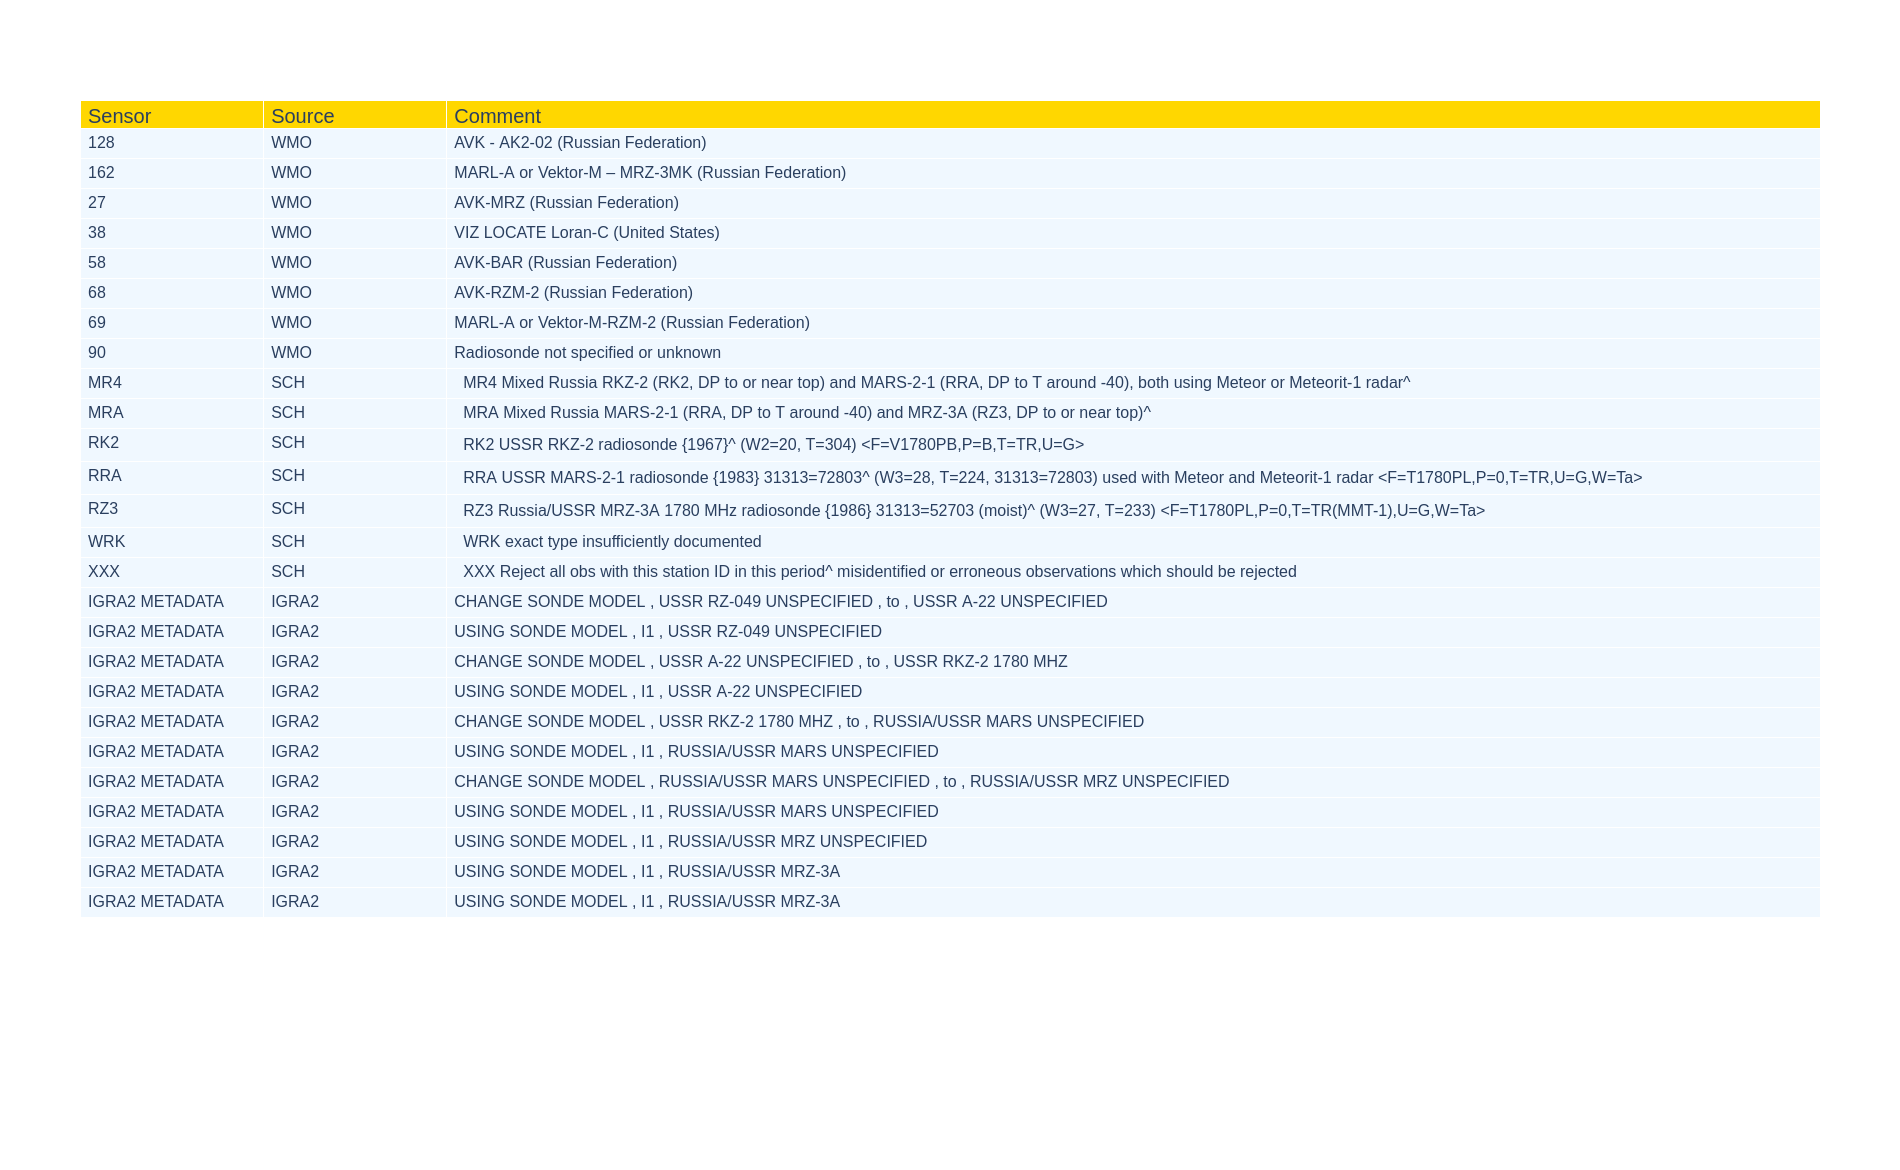 Sensor Source Comment
128 WMO AVK - AK2-02 (Russian Federation)
162 WMO MARL-A or Vektor-M – MRZ-3MK (Russian Federation)
27 WMO AVK-MRZ (Russian Federation)
38 WMO VIZ LOCATE Loran-C (United States)
58 WMO AVK-BAR (Russian Federation)
68 WMO AVK-RZM-2 (Russian Federation)
69 WMO MARL-A or Vektor-M-RZM-2 (Russian Federation)
90 WMO Radiosonde not specified or unknown
MR4 SCH MR4 Mixed Russia RKZ-2 (RK2, DP to or near top) and MARS-2-1 (RRA, DP to T around -40), both using Meteor or Meteorit-1 radar^
MRA SCH MRA Mixed Russia MARS-2-1 (RRA, DP to T around -40) and MRZ-3A (RZ3, DP to or near top)^
RK2 SCH RK2 USSR RKZ-2 radiosonde {1967}^ (W2=20, T=304) <F=V1780PB,P=B,T=TR,U=G>
RRA SCH RRA USSR MARS-2-1 radiosonde {1983} 31313=72803^ (W3=28, T=224, 31313=72803) used with Meteor and Meteorit-1 radar <F=T1780PL,P=0,T=TR,U=G,W=Ta>
RZ3 SCH RZ3 Russia/USSR MRZ-3A 1780 MHz radiosonde {1986} 31313=52703 (moist)^ (W3=27, T=233) <F=T1780PL,P=0,T=TR(MMT-1),U=G,W=Ta>
WRK SCH WRK exact type insufficiently documented
XXX SCH XXX Reject all obs with this station ID in this period^ misidentified or erroneous observations which should be rejected
IGRA2 METADATA IGRA2 CHANGE SONDE MODEL , USSR RZ-049 UNSPECIFIED , to , USSR A-22 UNSPECIFIED
IGRA2 METADATA IGRA2 USING SONDE MODEL , I1 , USSR RZ-049 UNSPECIFIED
IGRA2 METADATA IGRA2 CHANGE SONDE MODEL , USSR A-22 UNSPECIFIED , to , USSR RKZ-2 1780 MHZ
IGRA2 METADATA IGRA2 USING SONDE MODEL , I1 , USSR A-22 UNSPECIFIED
IGRA2 METADATA IGRA2 CHANGE SONDE MODEL , USSR RKZ-2 1780 MHZ , to , RUSSIA/USSR MARS UNSPECIFIED
IGRA2 METADATA IGRA2 USING SONDE MODEL , I1 , RUSSIA/USSR MARS UNSPECIFIED
IGRA2 METADATA IGRA2 CHANGE SONDE MODEL , RUSSIA/USSR MARS UNSPECIFIED , to , RUSSIA/USSR MRZ UNSPECIFIED
IGRA2 METADATA IGRA2 USING SONDE MODEL , I1 , RUSSIA/USSR MARS UNSPECIFIED
IGRA2 METADATA IGRA2 USING SONDE MODEL , I1 , RUSSIA/USSR MRZ UNSPECIFIED
IGRA2 METADATA IGRA2 USING SONDE MODEL , I1 , RUSSIA/USSR MRZ-3A
IGRA2 METADATA IGRA2 USING SONDE MODEL , I1 , RUSSIA/USSR MRZ-3A